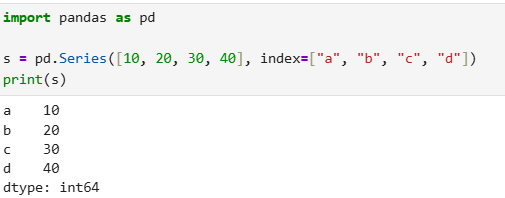 import pandas as pd
s = pd.Series([10, 20, 30, 40], index=["a", "b", "c", "d"])
print(s)
a    10
b    20
c    30
d    40
dtype: int64